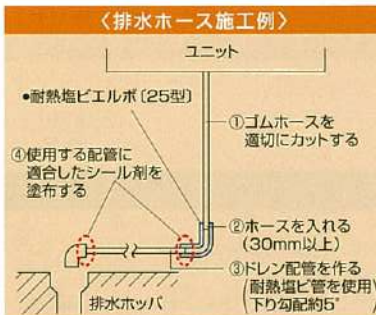 〈排水ホース施工例〉
ユニット
●耐熱塩ビエルボ〔25型〕
①ゴムホースを
適切にカットする
④使用する配管に
適合したシール剤を
塗布する
②ホースを入れる
(30mm以上)
③ドレン配管を作る
(耐熱塩ビ管を使用
下り勾配約5°)
排水ホッパ